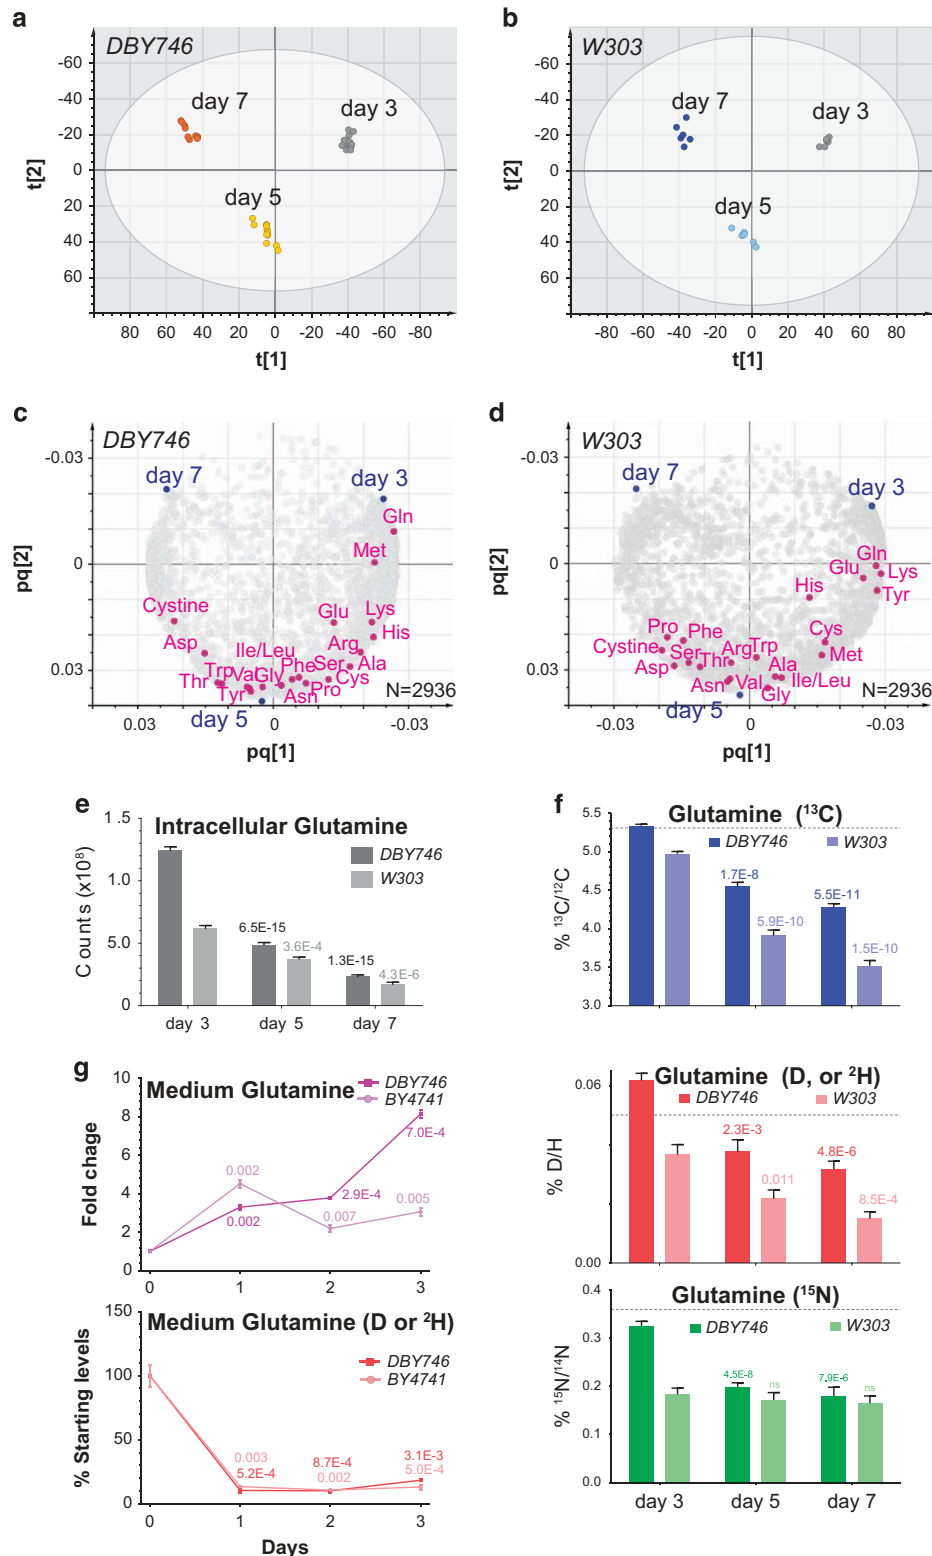 a
DBY746
-60
-40
-20
0
20
40
60
t[2]
day 7
day 3
day 5
80 60 40 20 0 -20 -40 -60 -80
t[1]
b
W303
-60
-40
-20
0
20
40
60
t[2]
day 7
day 3
day 5
-80 -60 -40 -20 0 20 40 60 80
t[1]
c
DBY746
-0.03
0
0.03
pq[2]
day 7
day 3
Gln
Met
Cystine
Glu
Lys
Asp
Ile/Leu
Arg
His
Trp
Val
Gly
Phe
Ser
Ala
Thr
Tyr
Asn
Pro
Cys
day 5
N=2936
0.03 0 -0.03
pq[1]
d
W303
-0.03
0
0.03
pq[2]
day 7
day 3
Gln
Glu
Lys
His
Tyr
Pro
Phe
Cys
Cystine
Ser
Arg
Trp
Met
Asp
Thr
Ala
Asn
Val
Ile/Leu
Gly
day 5
N=2936
0.03 0 -0.03
pq[1]
e
Intracellular Glutamine
DBY746
W303
Counts (x10⁸)
1.5
1.0
5.0
0
6.5E-15
3.6E-4
1.3E-15
4.3E-6
day 3 day 5 day 7
f
Glutamine (¹³C)
DBY746 W303
% ¹³C/¹²C
5.5
5.0
4.5
4.0
3.5
3.0
1.7E-8
5.9E-10
5.5E-11
1.5E-10
Glutamine (D, or ²H)
DBY746 W303
% D/H
0.06
0.00
2.3E-3
0.011
4.8E-6
8.5E-4
Glutamine (¹⁵N)
DBY746 W303
% ¹⁵N/¹⁴N
0.4
0.3
0.2
0.1
0.0
4.5E-8
ns
7.9E-6
ns
day 3 day 5 day 7
g
Medium Glutamine
DBY746
BY4741
Fold chage
10
8
6
4
2
0
0.002
0.002
2.9E-4
0.007
7.0E-4
0.005
0 1 2 3
Medium Glutamine (D or ²H)
DBY746
BY4741
% Starting levels
150
100
50
0
0.003
5.2E-4
8.7E-4
0.002
3.1E-3
5.0E-4
0 1 2 3
Days